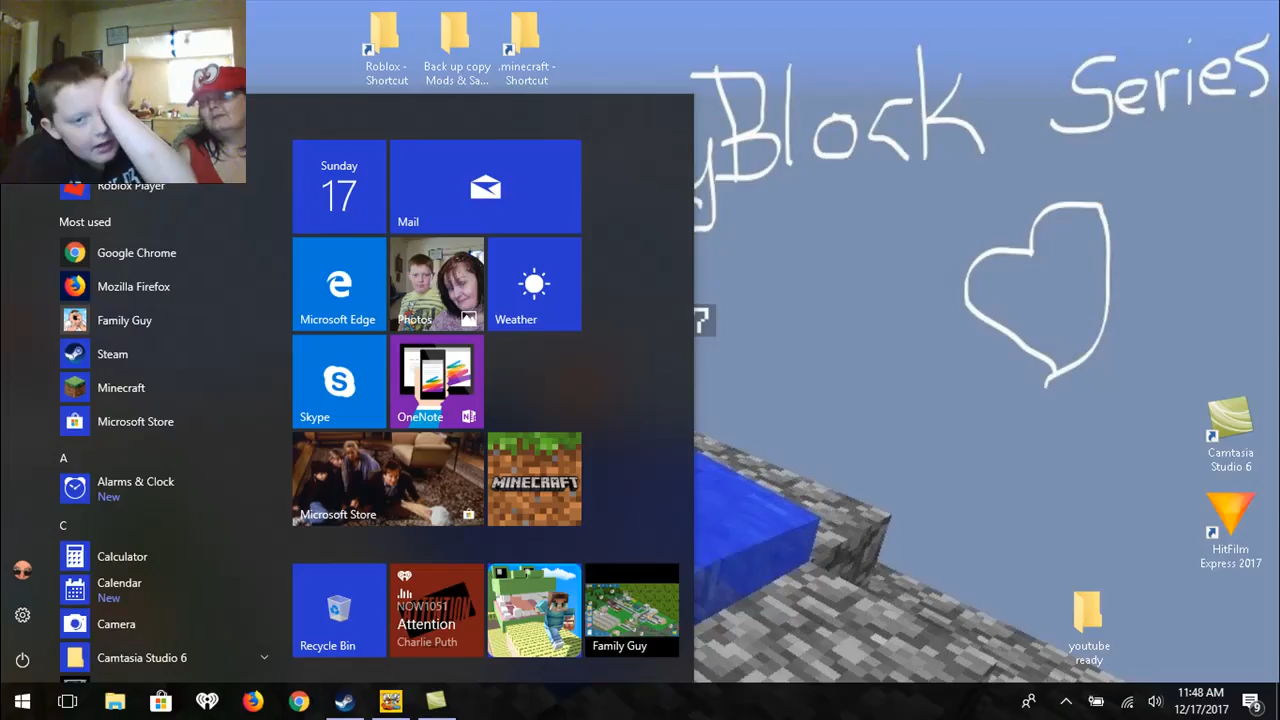 Roblox -
Shortcut
Back up copy
Mods & Sa...
.minecraft -
Shortcut
yBlock Series
Roblox Player
Most used
Google Chrome
Mozilla Firefox
Family Guy
Steam
Minecraft
Microsoft Store
A
Alarms & Clock
New
C
Calculator
Calendar
New
Camera
Camtasia Studio 6
Sunday
17
Mail
Microsoft Edge
Photos
Weather
Skype
OneNote
Microsoft Store
MINECRAFT
Recycle Bin
NOW1051
Attention
Charlie Puth
ATTENTION
Family Guy
?
Camtasia
Studio 6
HitFilm
Express 2017
youtube
ready
11:48 AM
12/17/2017
9